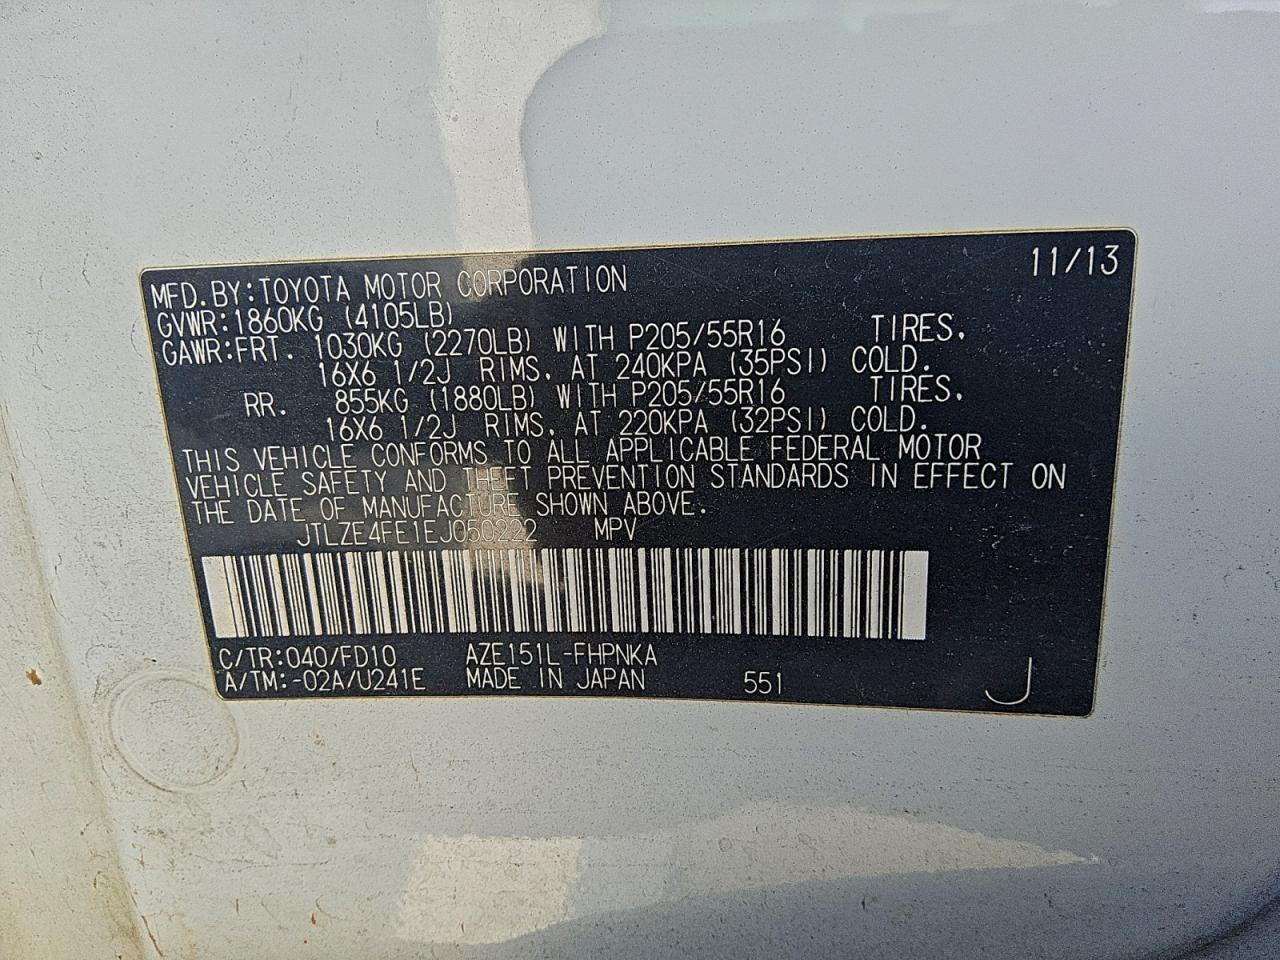 11/13
MFD.BY:TOYOTA MOTOR CORPORATION
GVWR:1860KG (4105LB)
GAWR:FRT. 1030KG (2270LB) WITH P205/55R16 TIRES,
16X6 1/2J RIMS, AT 240KPA (35PSI) COLD.
RR. 855KG (1880LB) WITH P205/55R16 TIRES,
16X6 1/2J RIMS, AT 220KPA (32PSI) COLD.
THIS VEHICLE CONFORMS TO ALL APPLICABLE FEDERAL MOTOR
VEHICLE SAFETY AND THEFT PREVENTION STANDARDS IN EFFECT ON
THE DATE OF MANUFACTURE SHOWN ABOVE.
JTLZE4FE1EJ050222 MPV
C/TR:040/FD10 AZE151L-FHPNKA
A/TM:-02A/U241E MADE IN JAPAN 551 J